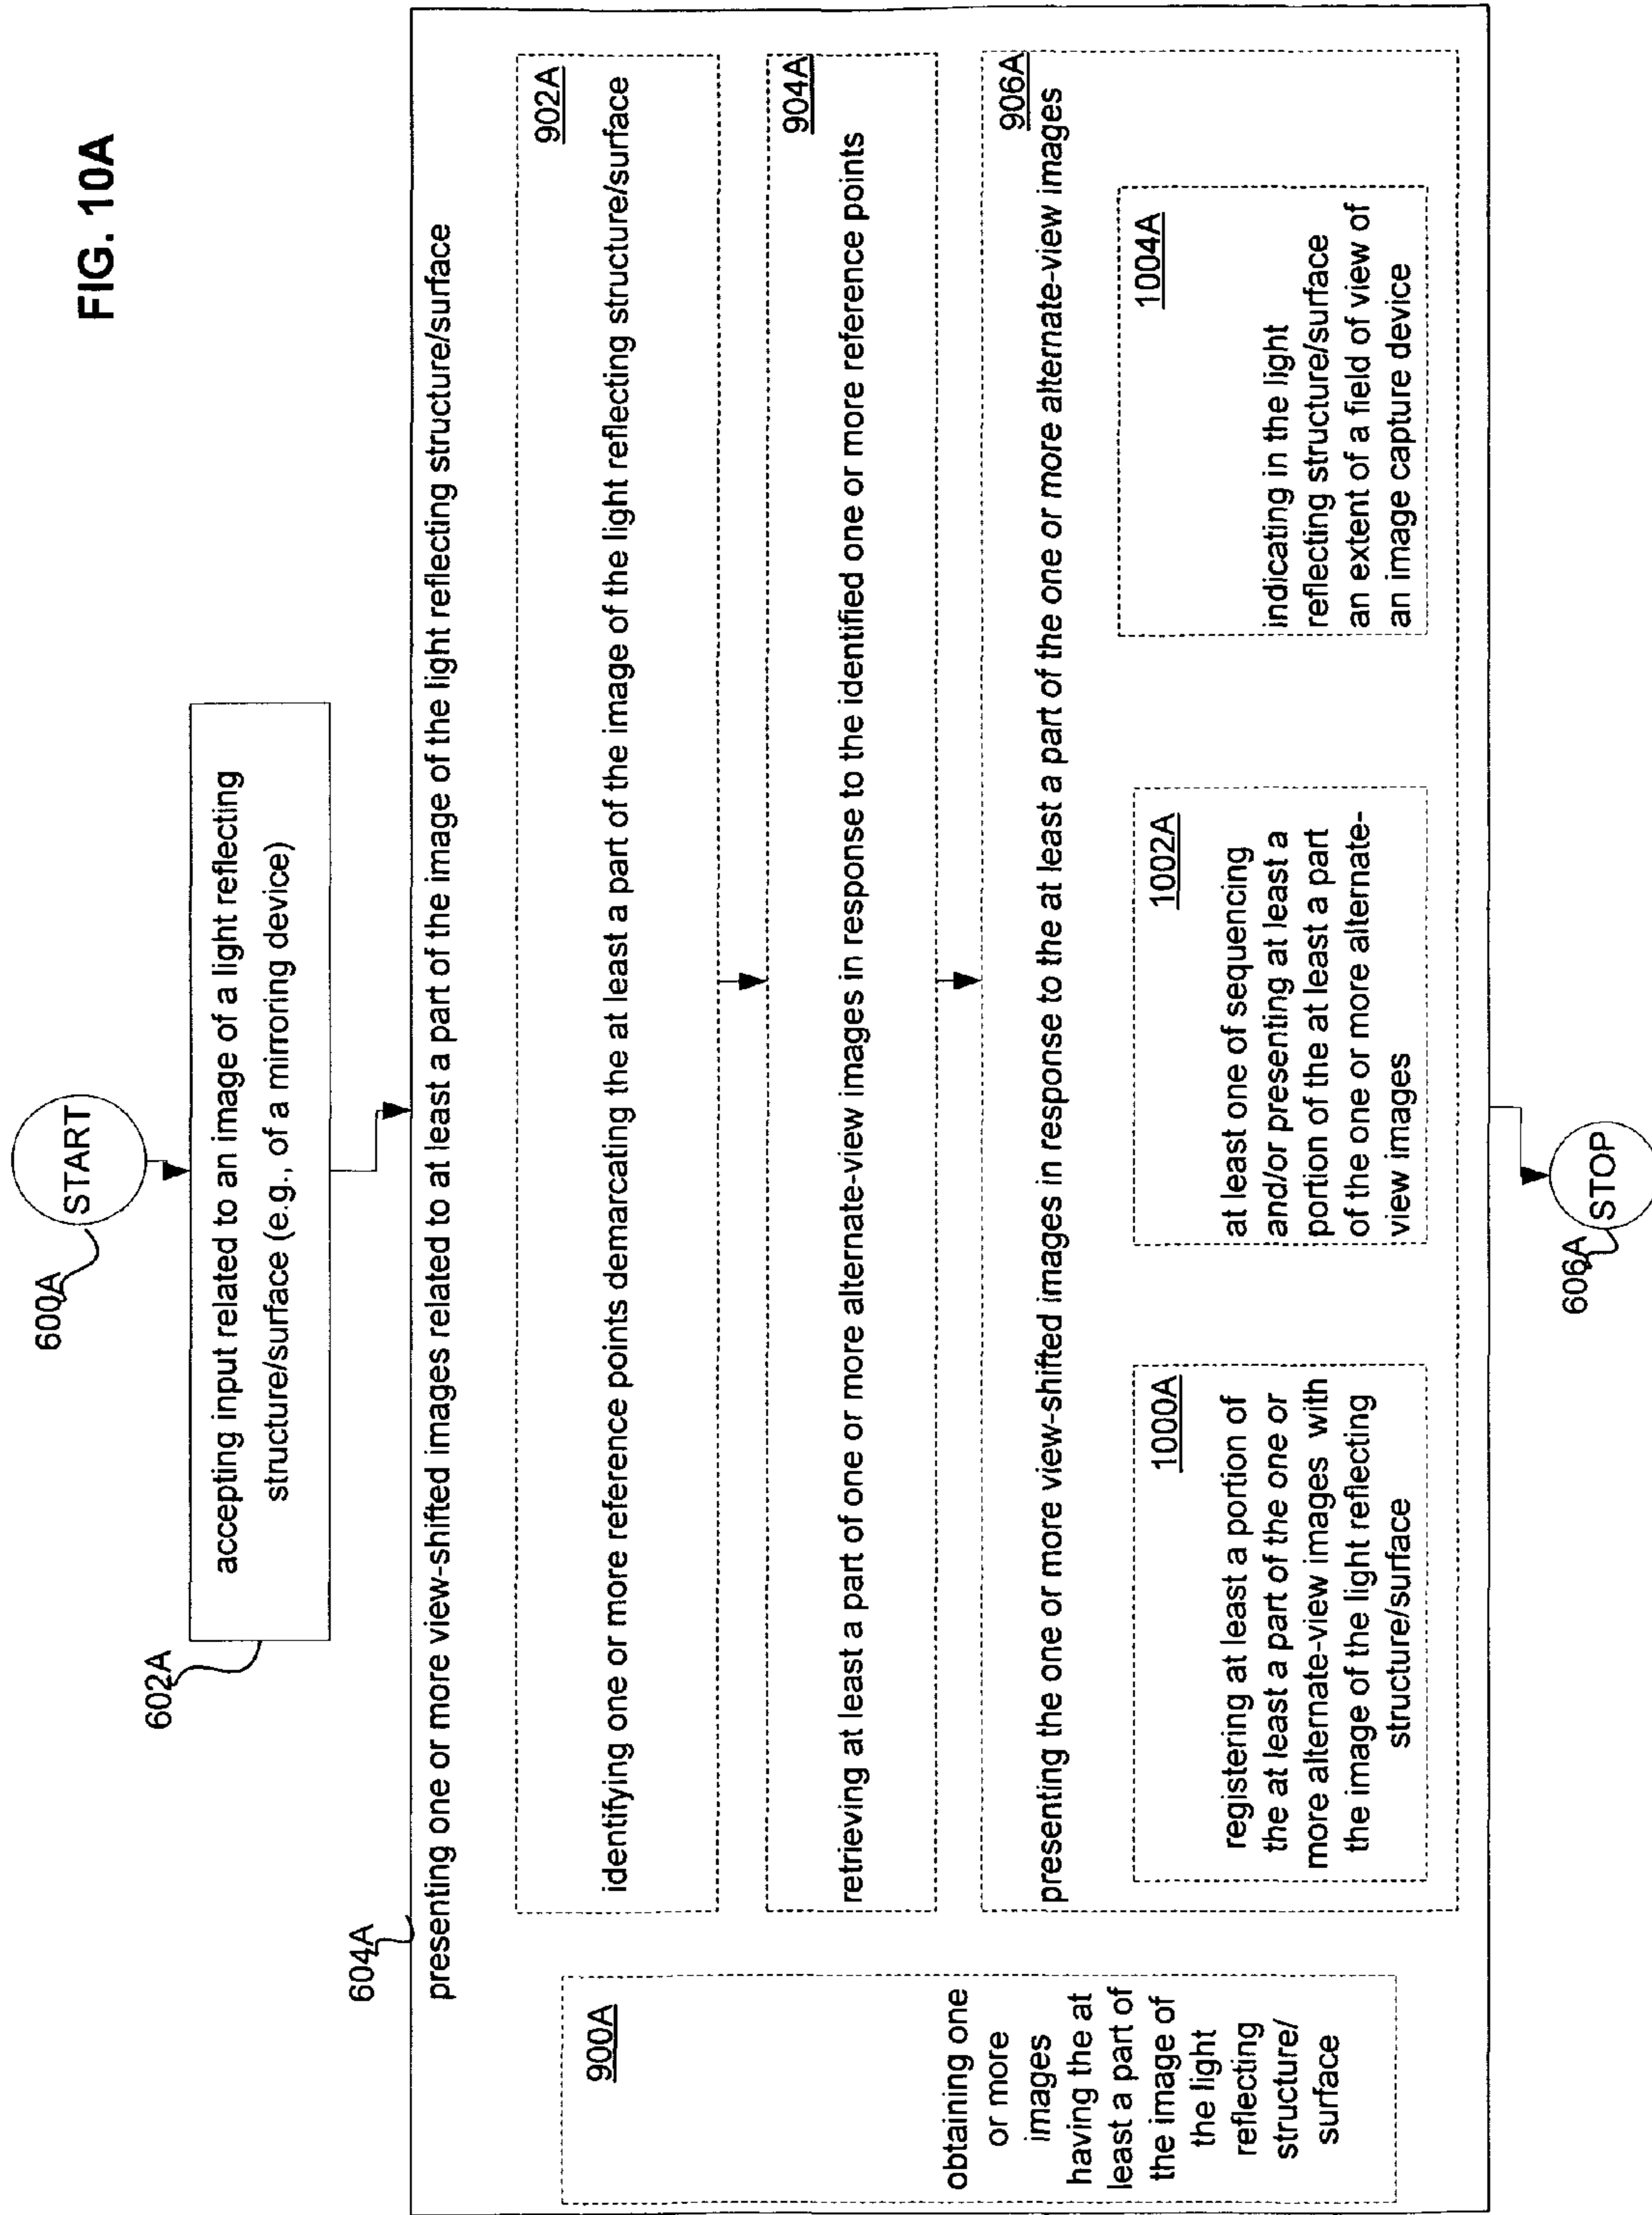 FIG. 10A
600A
START
602A
accepting input related to an image of a light reflecting
structure/surface (e.g., of a mirroring device)
604A
presenting one or more view-shifted images related to at least a part of the image of the light reflecting structure/surface
900A
obtaining one
or more
images
having the at
least a part of
the image of
the light
reflecting
structure/
surface
902A
identifying one or more reference points demarcating the at least a part of the image of the light reflecting structure/surface
904A
retrieving at least a part of one or more alternate-view images in response to the identified one or more reference points
906A
presenting the one or more view-shifted images in response to the at least a part of the one or more alternate-view images
1000A
registering at least a portion of
the at least a part of the one or
more alternate-view images with
the image of the light reflecting
structure/surface
1002A
at least one of sequencing
and/or presenting at least a
portion of the at least a part
of the one or more alternate-
view images
1004A
indicating in the light
reflecting structure/surface
an extent of a field of view of
an image capture device
606A
STOP